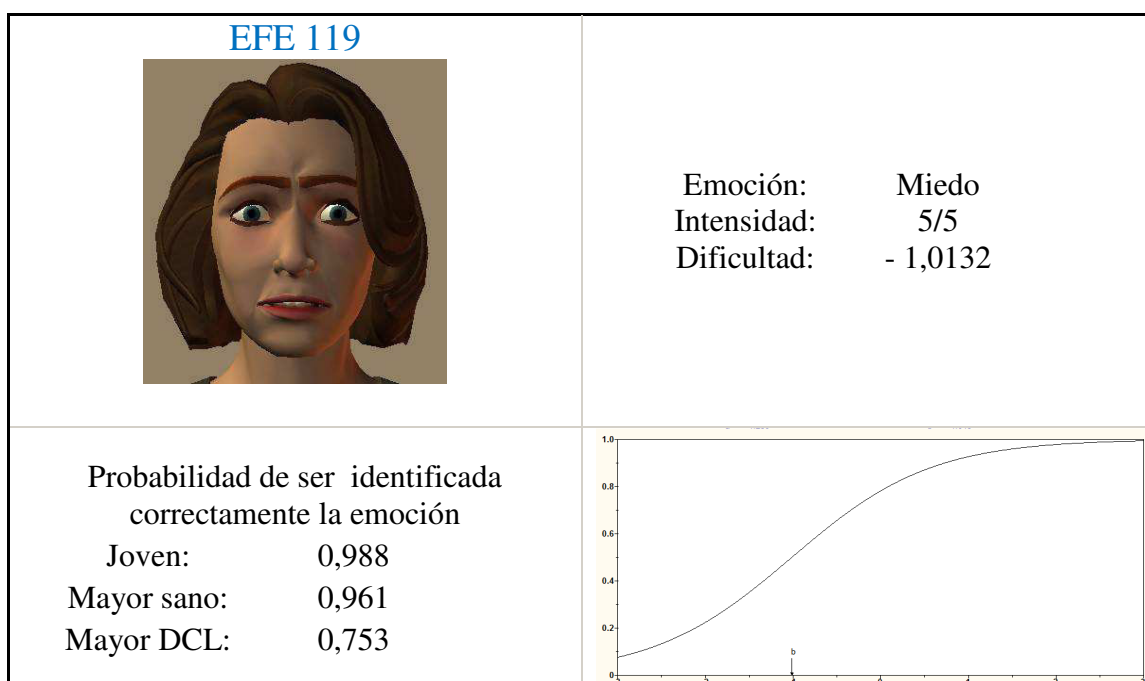 EFE 119
Emoción: Miedo
Intensidad: 5/5
Dificultad: - 1,0132
Probabilidad de ser identificada
correctamente la emoción
Joven: 0,988
Mayor sano: 0,961
Mayor DCL: 0,753
1.0
0.8
0.6
0.4
0.2
0
b